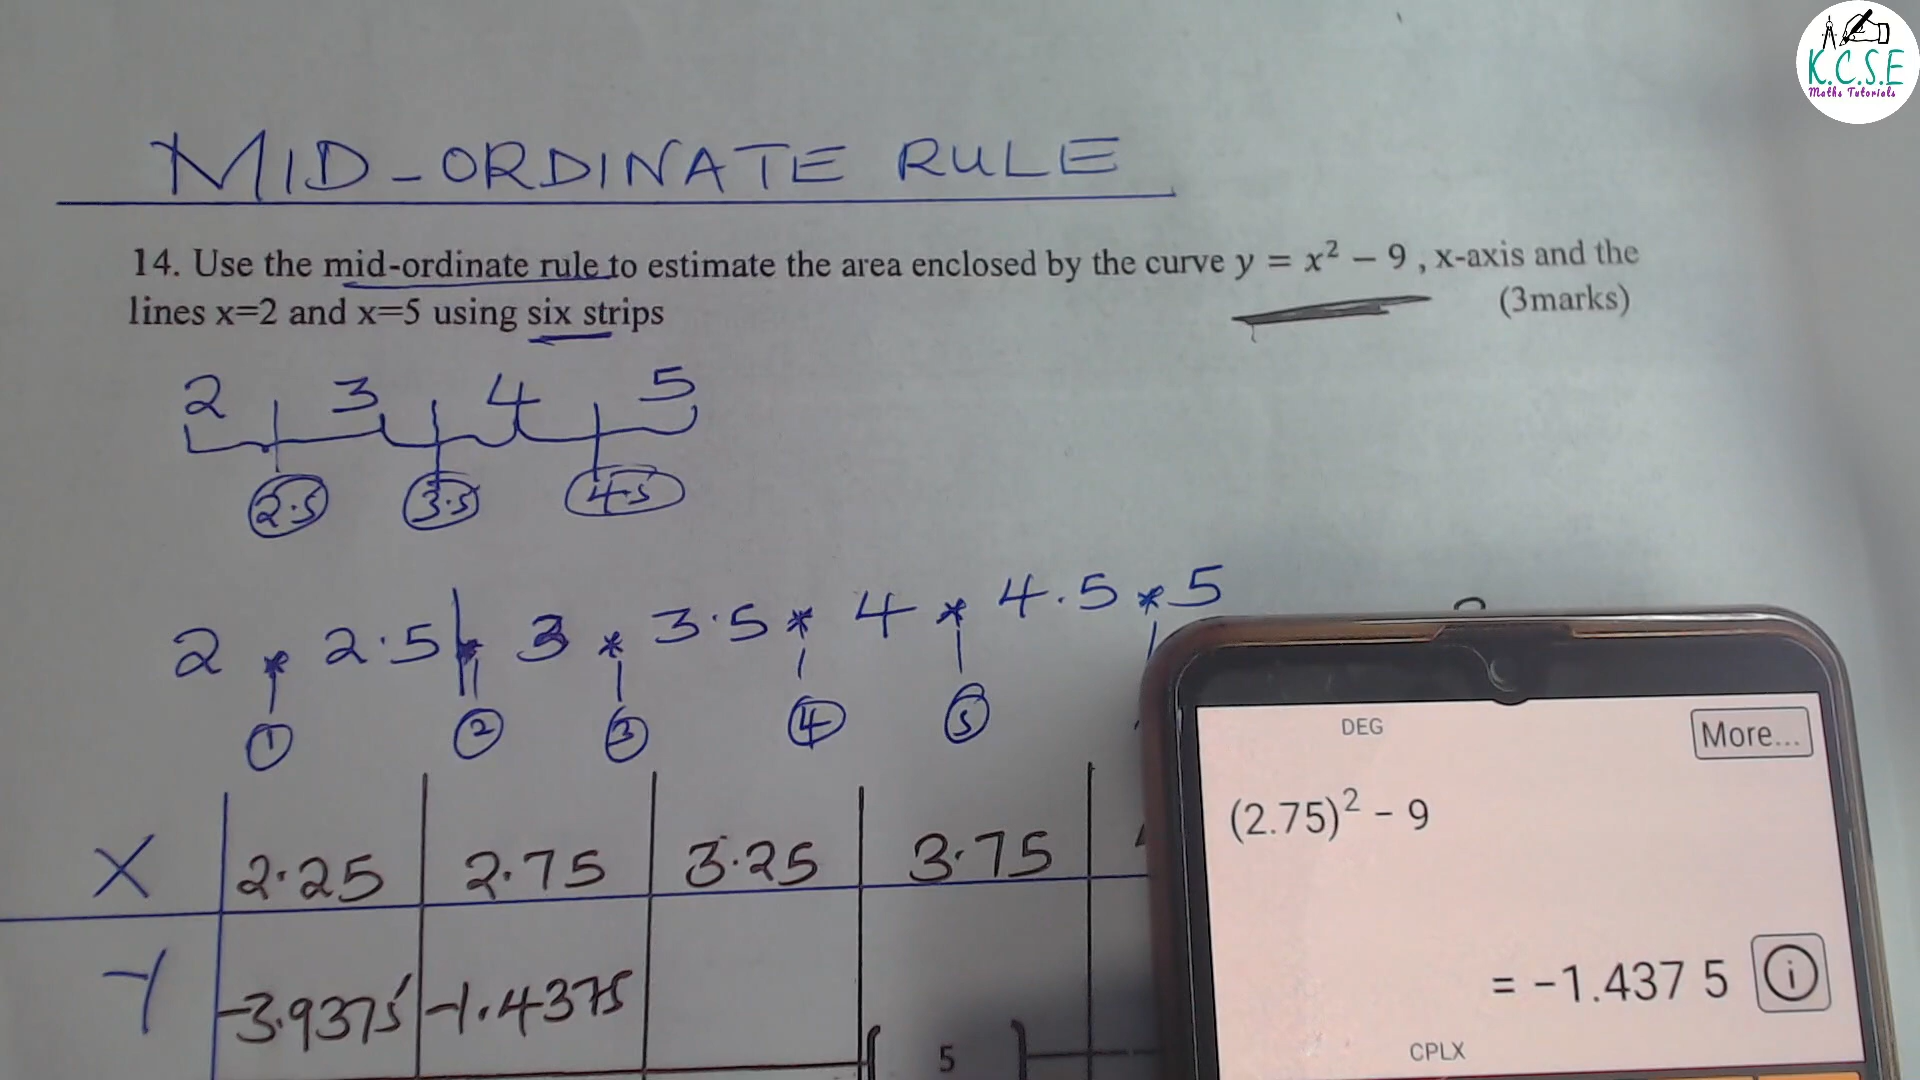 K.C.S.E
Maths Tutorials
MID-ORDINATE RULE
14. Use the mid-ordinate rule to estimate the area enclosed by the curve y = x² − 9 , x-axis and the
lines x=2 and x=5 using six strips (3marks)
2 3 4 5
2.5 3.5 4.5
2 * 2.5 * 3 * 3.5 * 4 * 4.5 * 5
1 2 3 4 5
X 2.25 2.75 3.25 3.75
Y -3.9375 -1.4375
5
DEG More...
(2.75)² - 9
= -1.437 5
CPLX